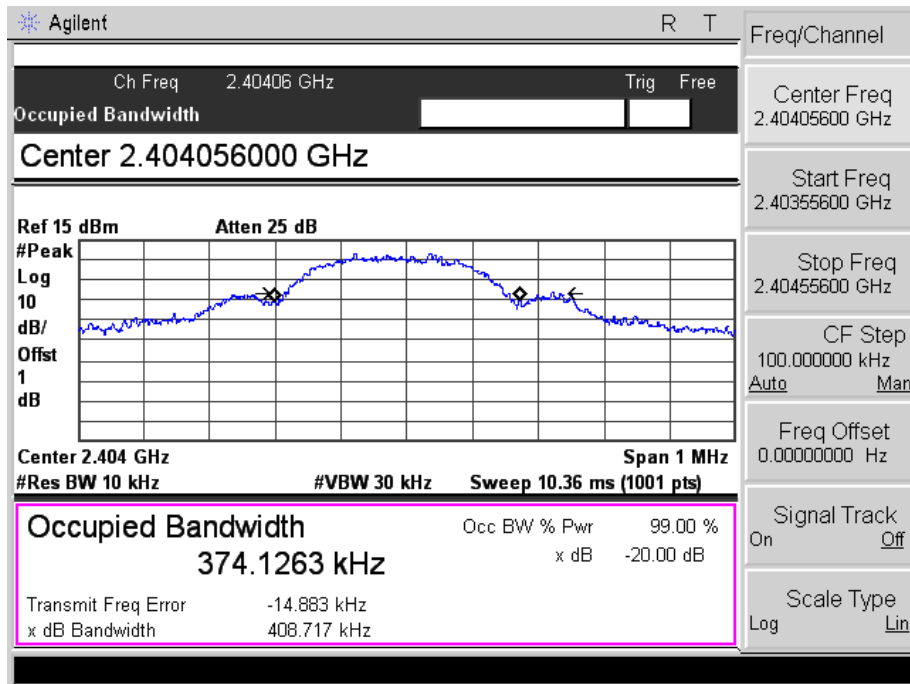 Agilent R T
Ch Freq 2.40406 GHz Trig Free
Occupied Bandwidth
Center 2.404056000 GHz
Ref 15 dBm Atten 25 dB
#Peak
Log
10
dB/
Offst
1
dB
Center 2.404 GHz Span 1 MHz
#Res BW 10 kHz #VBW 30 kHz Sweep 10.36 ms (1001 pts)
Occupied Bandwidth Occ BW % Pwr 99.00 %
374.1263 kHz x dB -20.00 dB
Transmit Freq Error -14.883 kHz
x dB Bandwidth 408.717 kHz
Freq/Channel
Center Freq
2.40405600 GHz
Start Freq
2.40355600 GHz
Stop Freq
2.40455600 GHz
CF Step
100.000000 kHz
Auto Man
Freq Offset
0.00000000 Hz
Signal Track
On Off
Scale Type
Log Lin